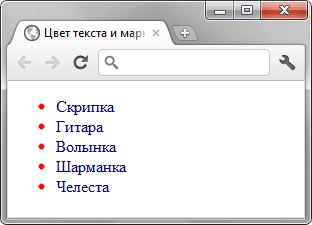 Цвет текста и мар
Скрипка
Гитара
Волынка
Шарманка
Челеста